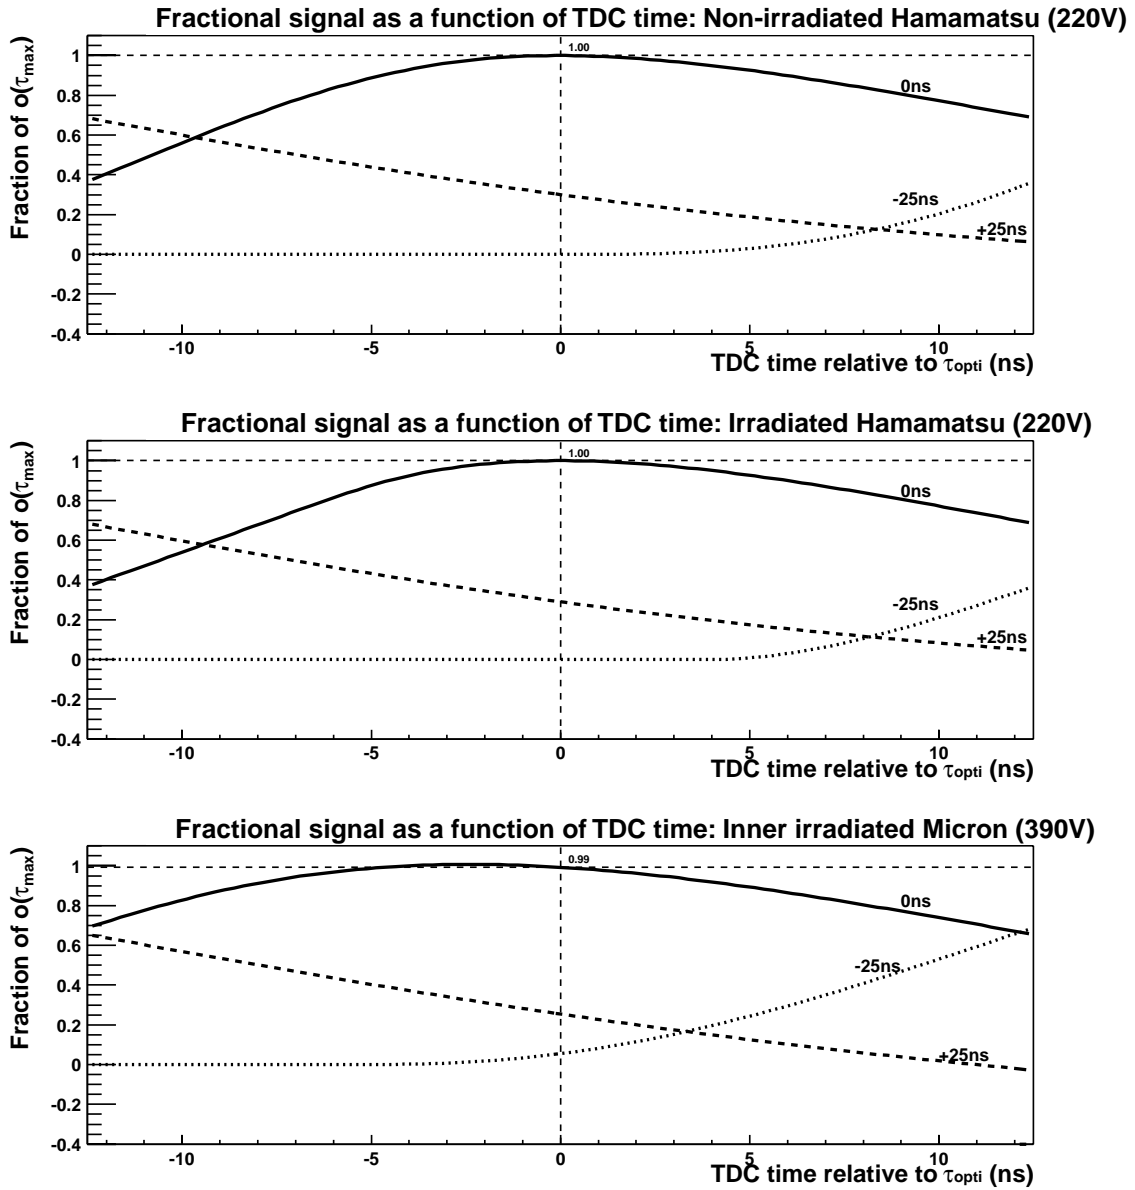 Fractional signal as a function of TDC time: Non-irradiated Hamamatsu (220V)
Fraction of o(τmax)
1
0.8
0.6
0.4
0.2
0
-0.2
-0.4
1.00
0ns
-25ns
+25ns
-10 -5 0 5 10
TDC time relative to τopti (ns)
Fractional signal as a function of TDC time: Irradiated Hamamatsu (220V)
Fraction of o(τmax)
1
0.8
0.6
0.4
0.2
0
-0.2
-0.4
1.00
0ns
-25ns
+25ns
-10 -5 0 5 10
TDC time relative to τopti (ns)
Fractional signal as a function of TDC time: Inner irradiated Micron (390V)
Fraction of o(τmax)
1
0.8
0.6
0.4
0.2
0
-0.2
-0.4
0.99
0ns
-25ns
+25ns
-10 -5 0 5 10
TDC time relative to τopti (ns)